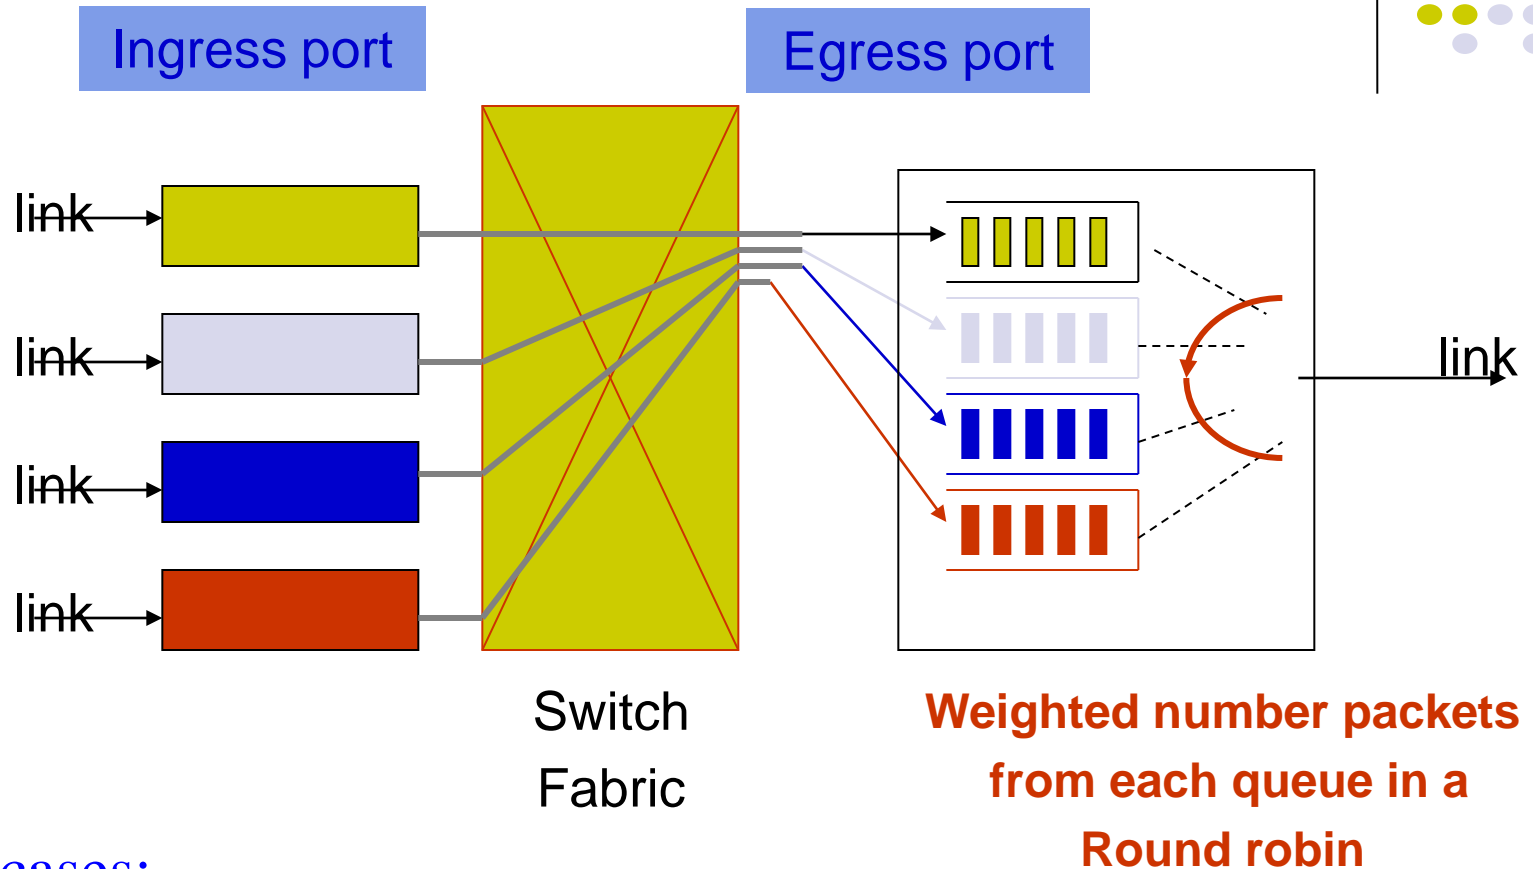 Ingress port
Egress port
link
link
link
link
link
Switch
Fabric
Weighted number packets
from each queue in a
Round robin